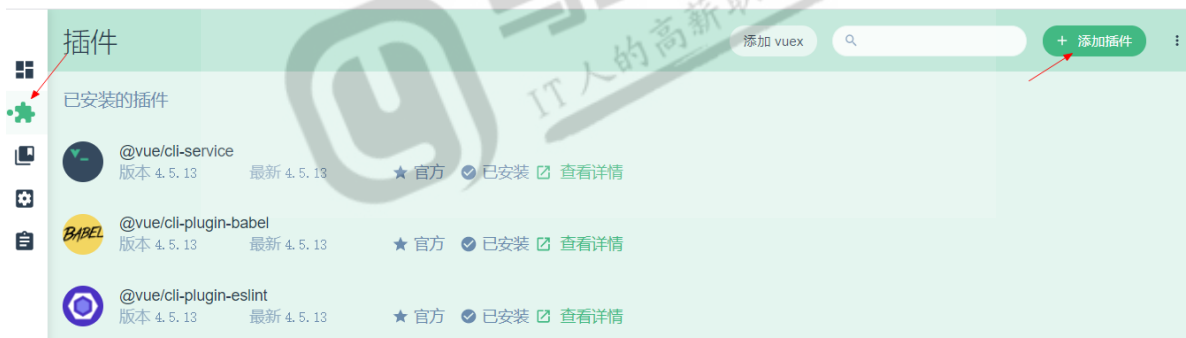 插件
添加 vuex
添加插件
IT人的高薪职
已安装的插件
@vue/cli-service
版本 4.5.13 最新 4.5.13 官方 已安装 查看详情
BABEL
@vue/cli-plugin-babel
版本 4.5.13 最新 4.5.13 官方 已安装 查看详情
@vue/cli-plugin-eslint
版本 4.5.13 最新 4.5.13 官方 已安装 查看详情